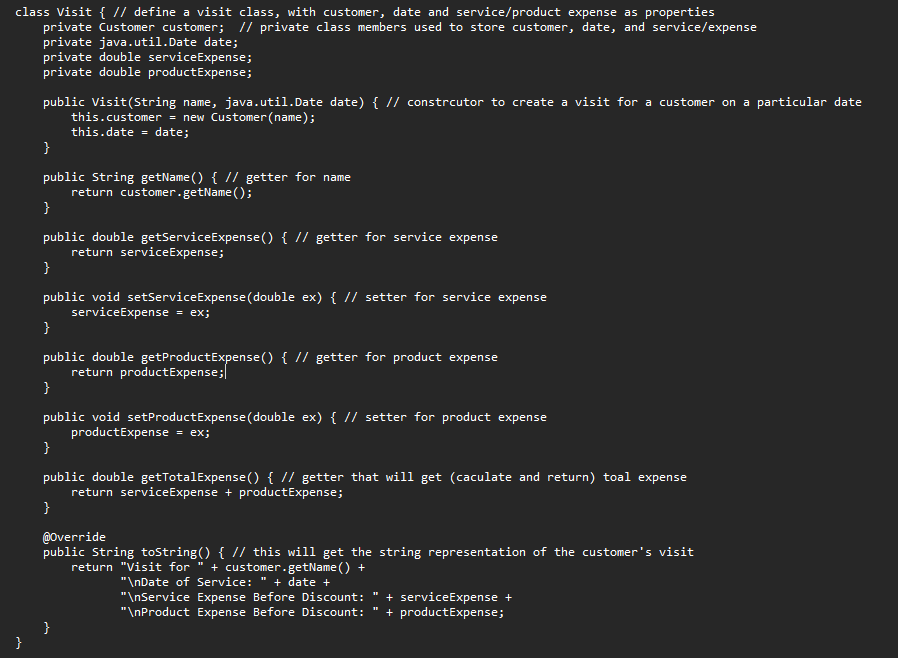 class Visit { // define a visit class, with customer, date and service/product expense as properties
    private Customer customer;  // private class members used to store customer, date, and service/expense
    private java.util.Date date;
    private double serviceExpense;
    private double productExpense;

    public Visit(String name, java.util.Date date) { // constrcutor to create a visit for a customer on a particular date
        this.customer = new Customer(name);
        this.date = date;
    }

    public String getName() { // getter for name
        return customer.getName();
    }

    public double getServiceExpense() { // getter for service expense
        return serviceExpense;
    }

    public void setServiceExpense(double ex) { // setter for service expense
        serviceExpense = ex;
    }

    public double getProductExpense() { // getter for product expense
        return productExpense;
    }

    public void setProductExpense(double ex) { // setter for product expense
        productExpense = ex;
    }

    public double getTotalExpense() { // getter that will get (caculate and return) toal expense
        return serviceExpense + productExpense;
    }

    @Override
    public String toString() { // this will get the string representation of the customer's visit
        return "Visit for " + customer.getName() +
               "\nDate of Service: " + date +
               "\nService Expense Before Discount: " + serviceExpense +
               "\nProduct Expense Before Discount: " + productExpense;
    }
}